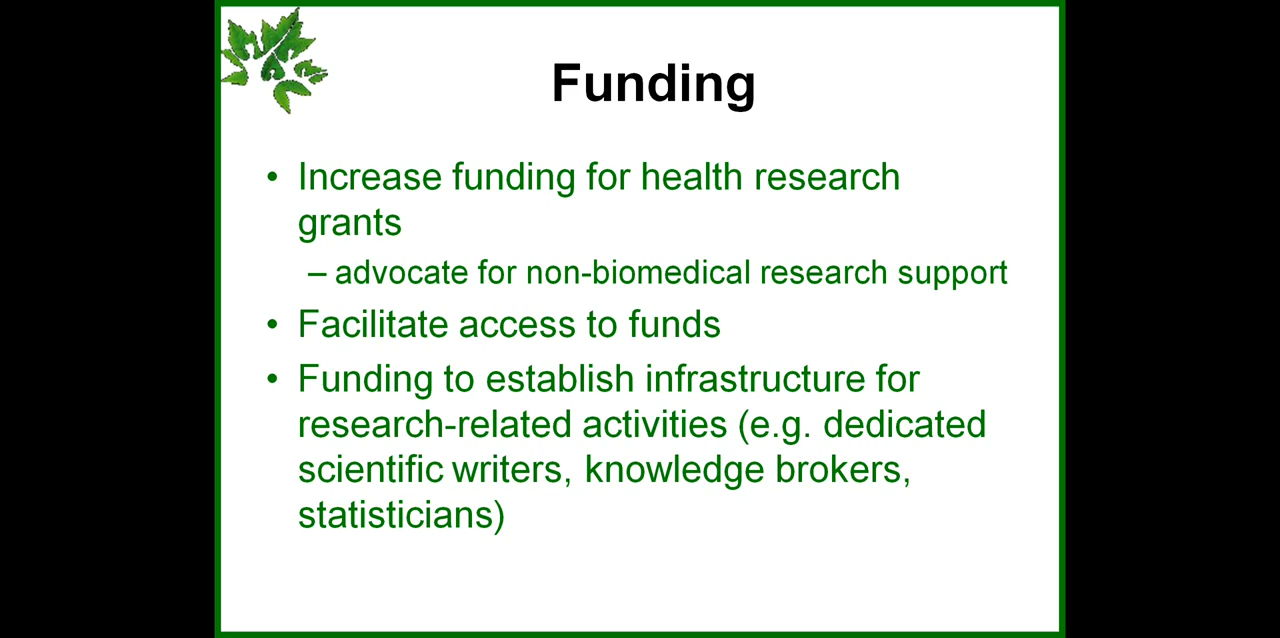 Funding
• Increase funding for health research
grants
– advocate for non-biomedical research support
• Facilitate access to funds
• Funding to establish infrastructure for
research-related activities (e.g. dedicated
scientific writers, knowledge brokers,
statisticians)